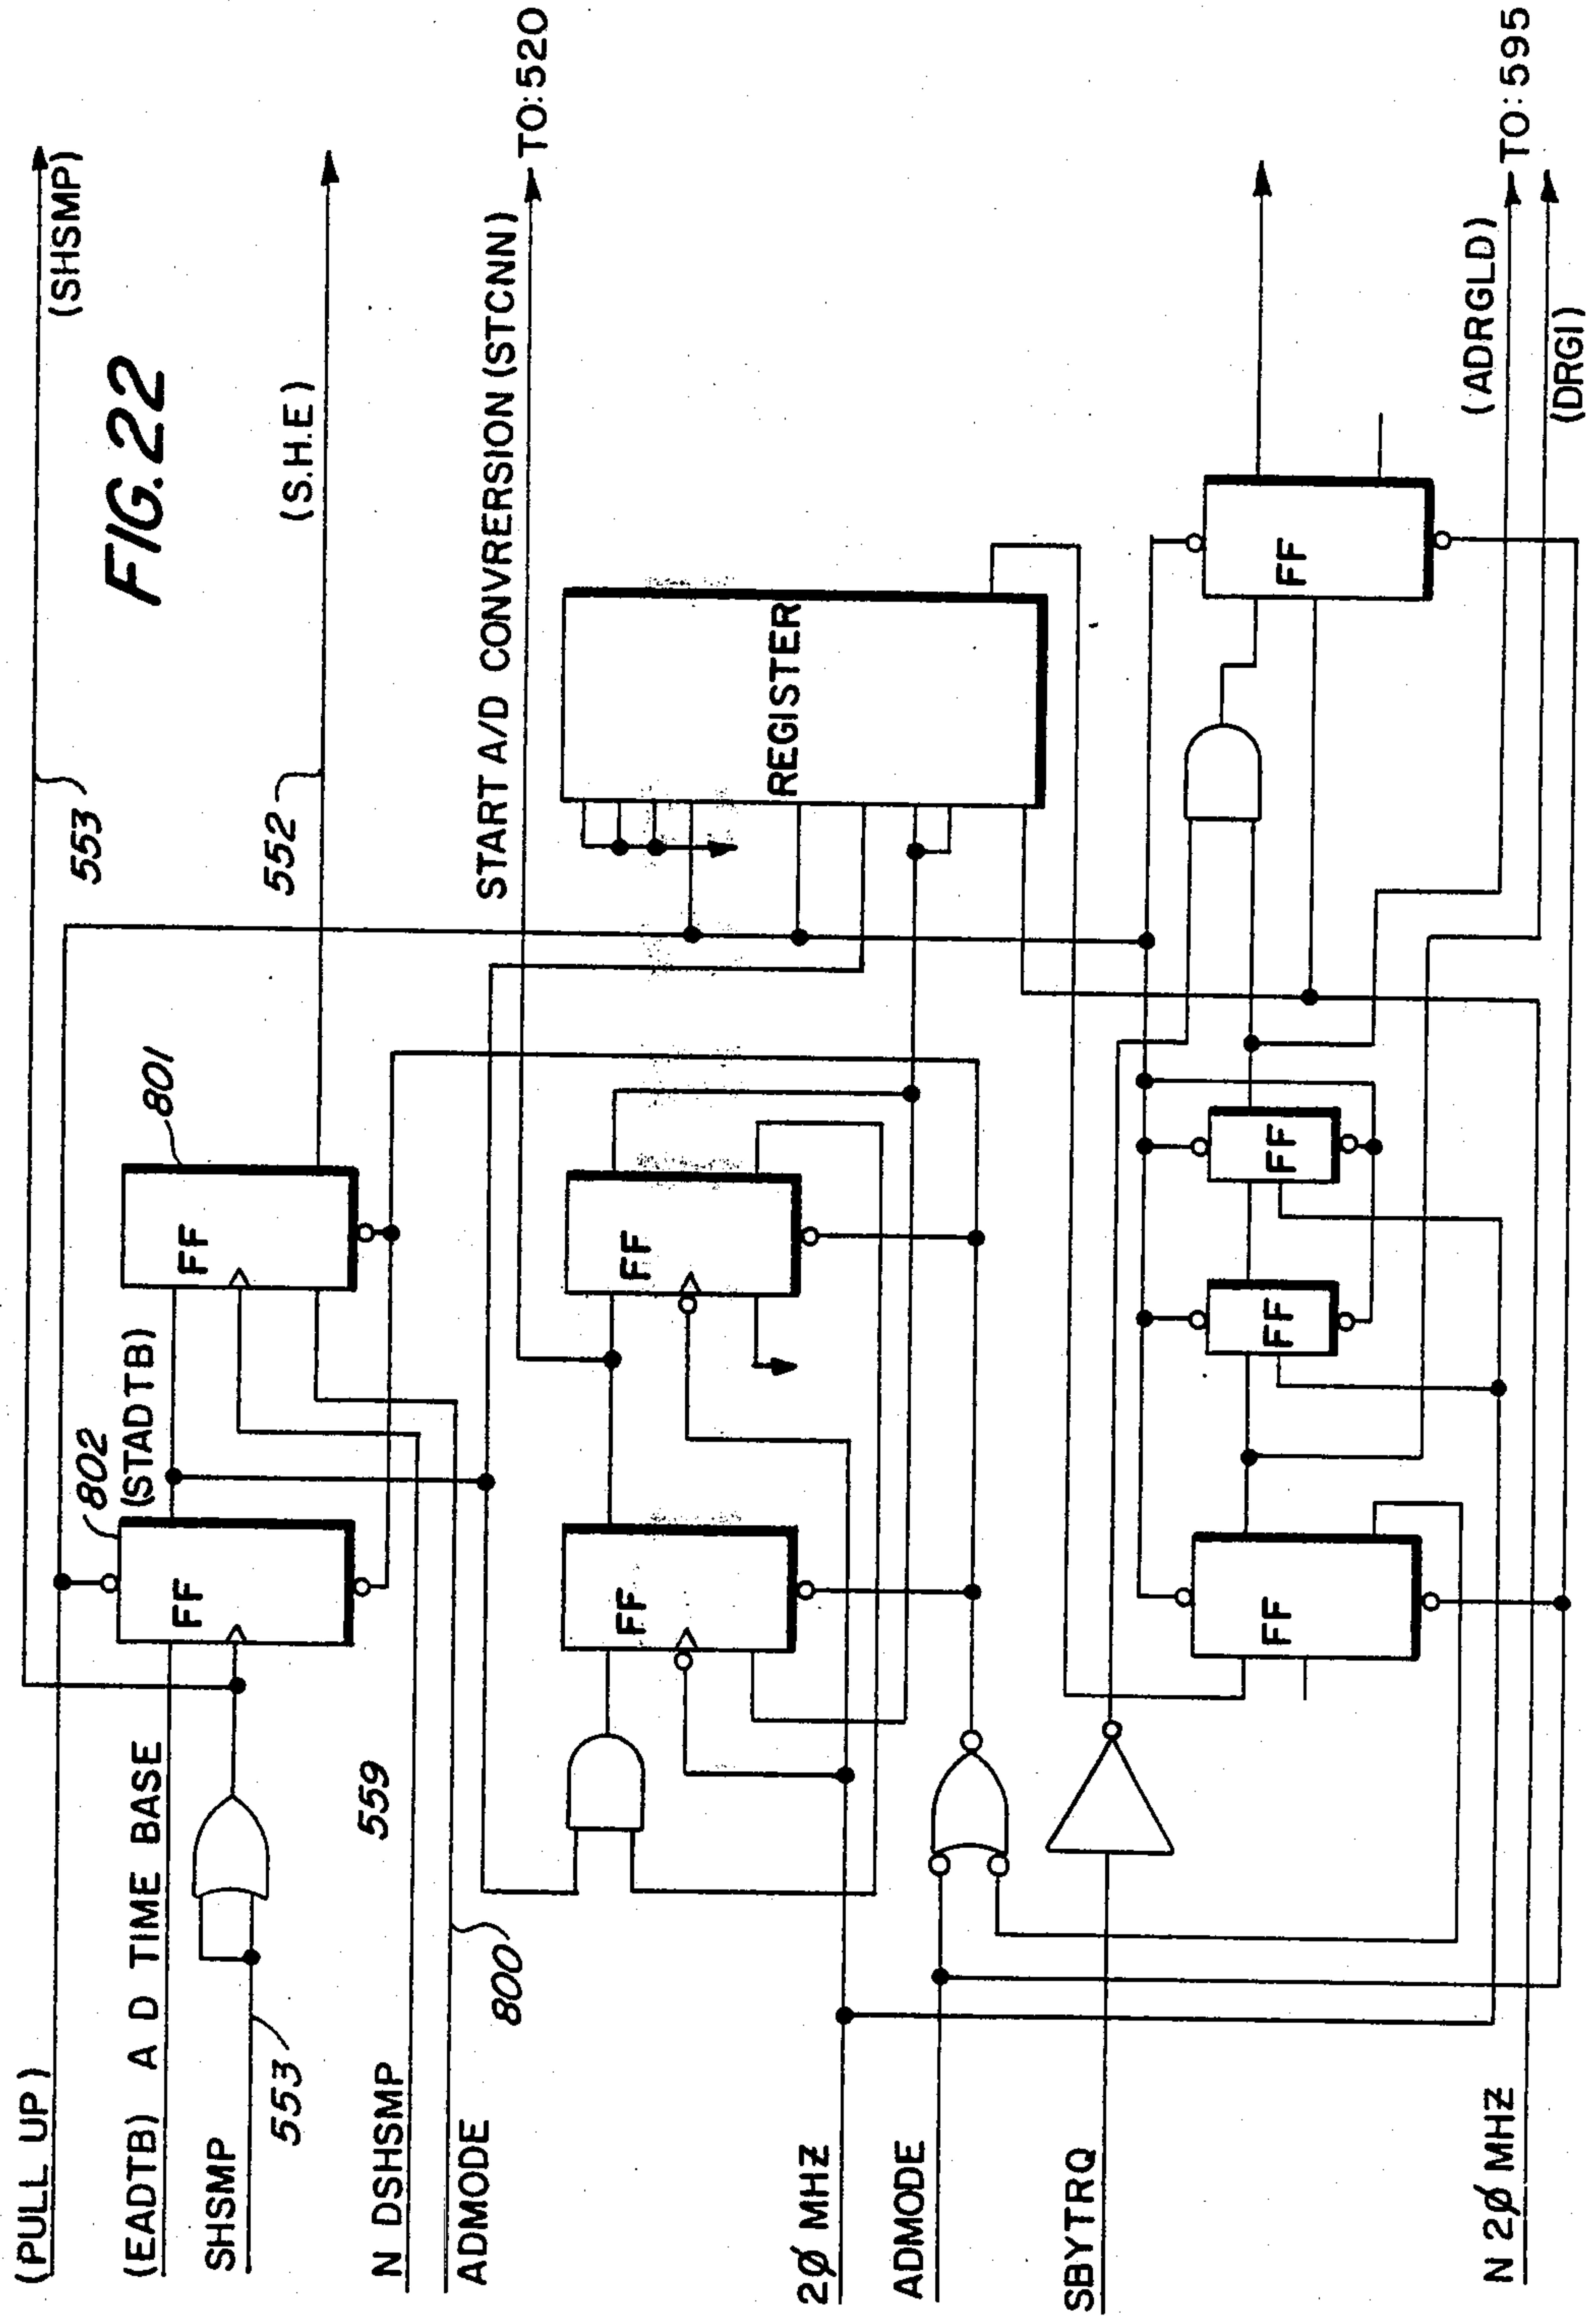 FIG. 22
(PULL UP)
(SHSMP)
553
802
(STADTB)
801
(EADTB) A D TIME BASE
FF
FF
(S.H.E)
552
SHSMP
553
559
N DSHSMP
ADMODE
800
START A/D CONVRERSION (STCNN)
TO:520
FF
FF
REGISTER
2Ø MHZ
ADMODE
SBYTRQ
FF
FF
FF
FF
(ADRGLD)
TO:595
N 2Ø MHZ
(DRGI)